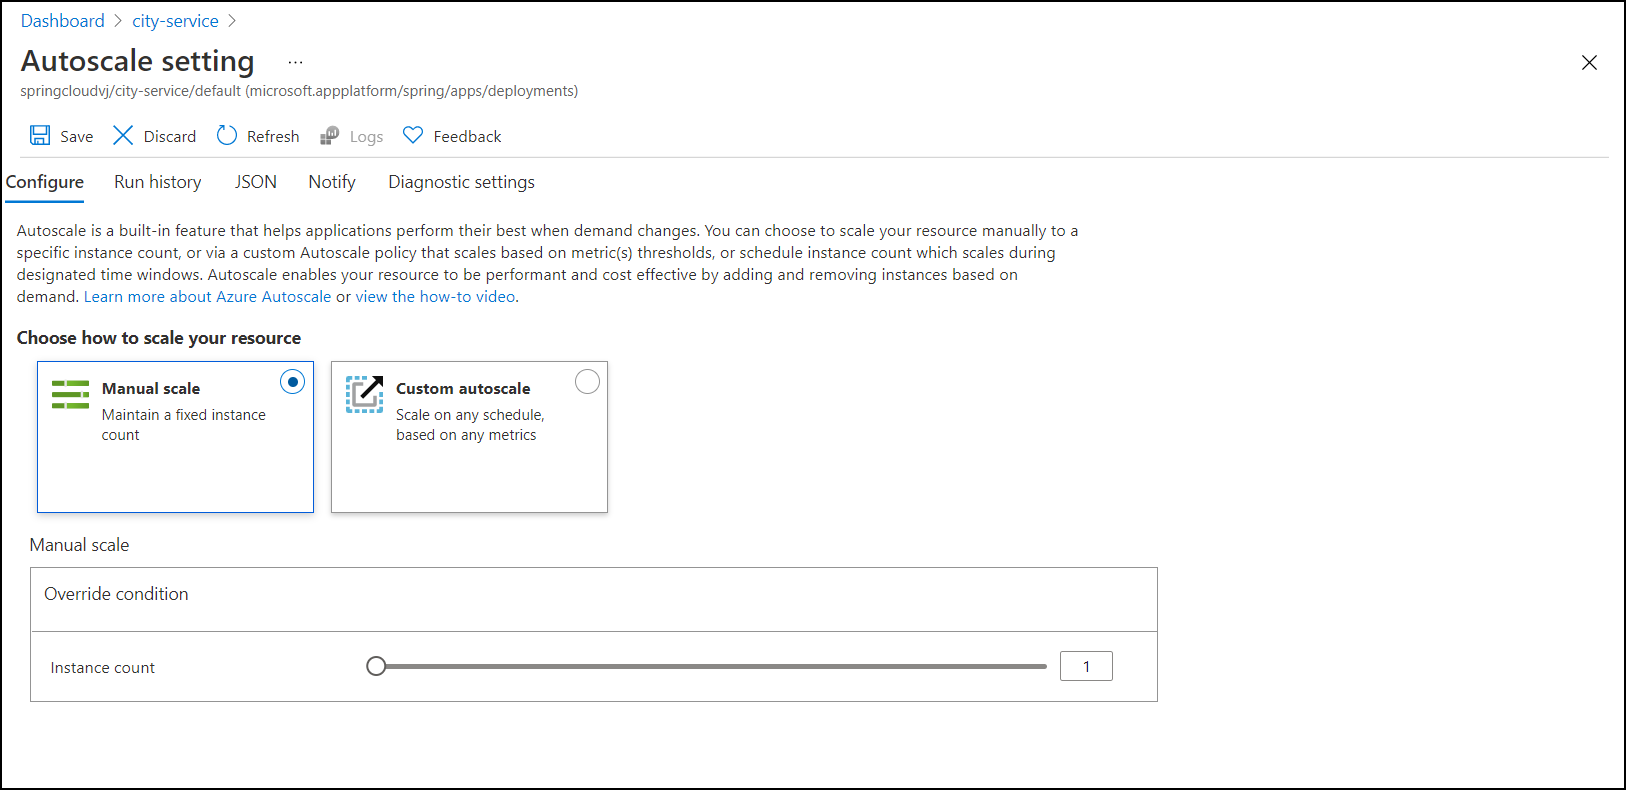 Dashboard > city-service >
Autoscale setting ...
springcloudvj/city-service/default (microsoft.appplatform/spring/apps/deployments)
Save Discard Refresh Logs Feedback
Configure Run history JSON Notify Diagnostic settings
Autoscale is a built-in feature that helps applications perform their best when demand changes. You can choose to scale your resource manually to a
specific instance count, or via a custom Autoscale policy that scales based on metric(s) thresholds, or schedule instance count which scales during
designated time windows. Autoscale enables your resource to be performant and cost effective by adding and removing instances based on
demand. Learn more about Azure Autoscale or view the how-to video.
Choose how to scale your resource
Manual scale
Maintain a fixed instance
count
Custom autoscale
Scale on any schedule,
based on any metrics
Manual scale
Override condition
Instance count 1